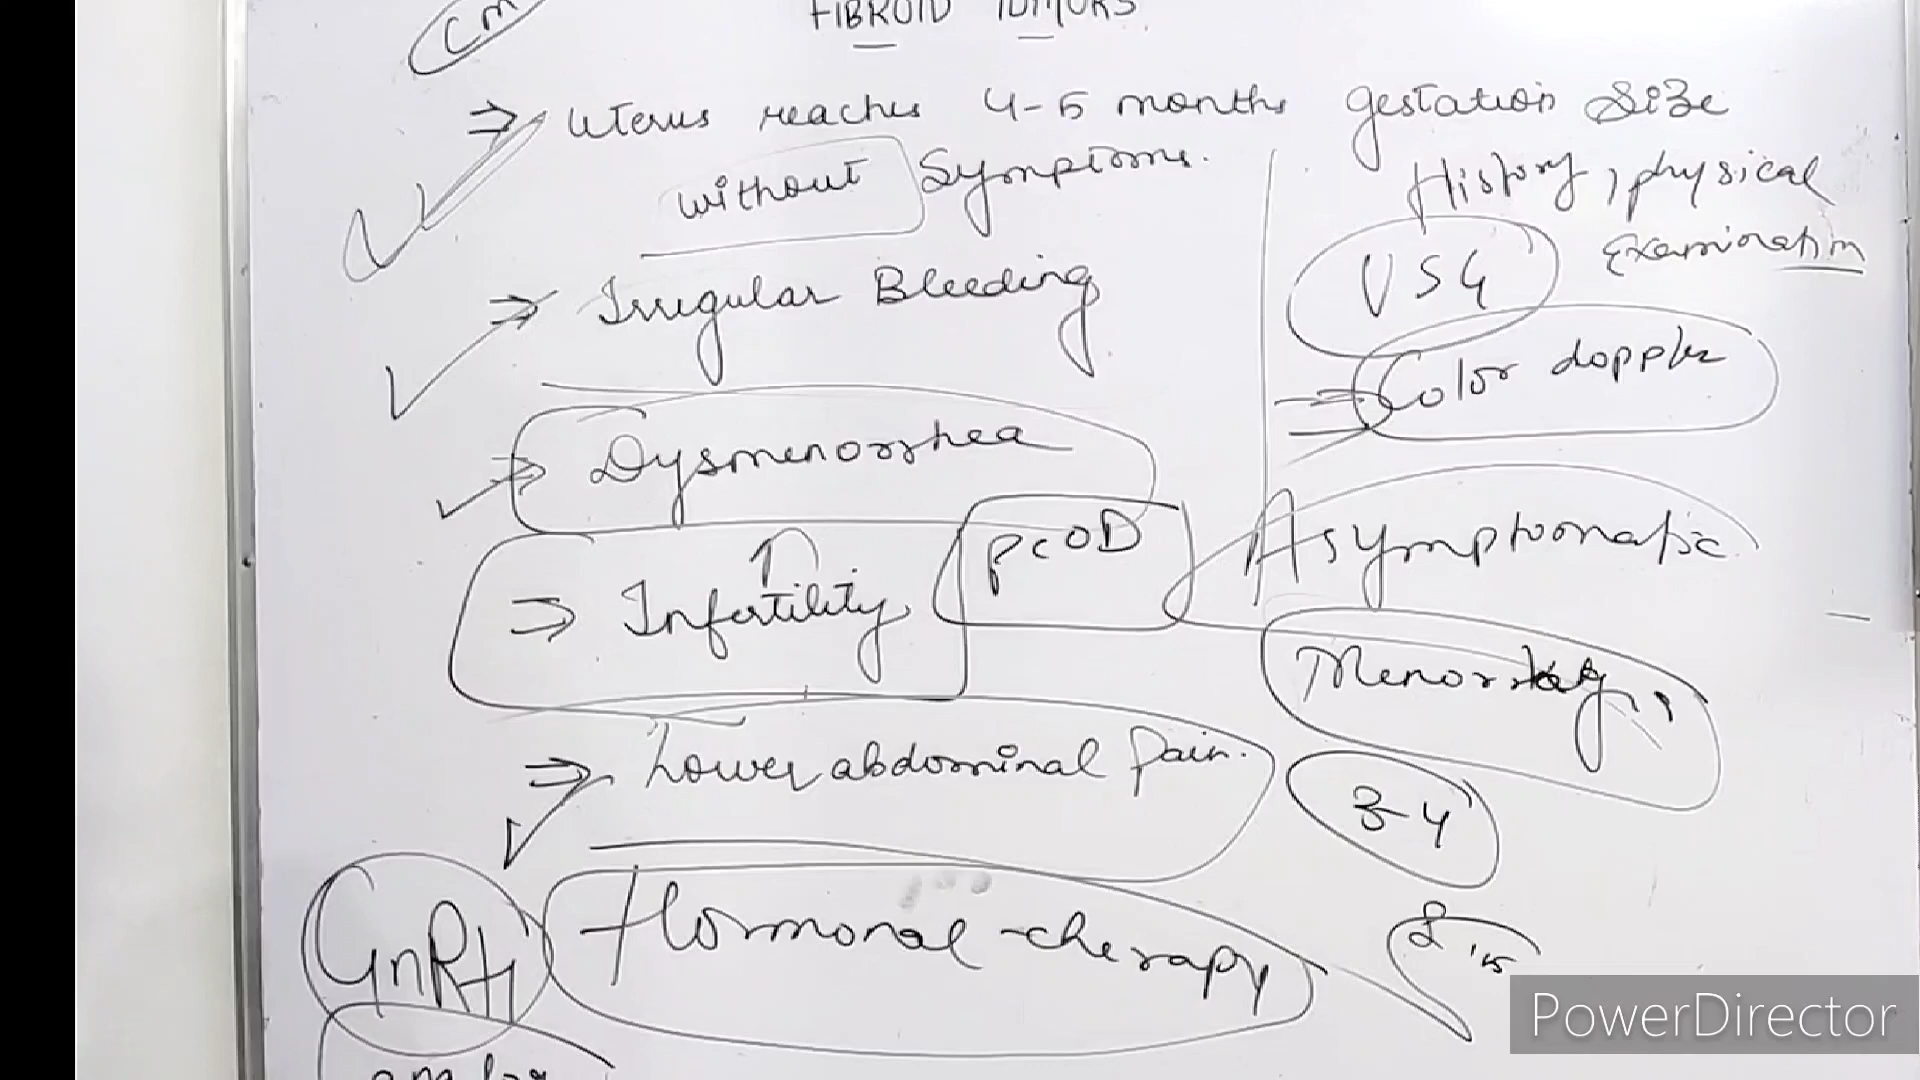 CM
FIBROID TUMORS
⇒ Uterus reaches 4-5 months gestation size
without Symptoms.
⇒ Irregular Bleeding
⇒ Dysmenorrhea
⇒ Infertility
PCOD
⇒ Lower abdominal Pain.
GnRH
Hormonal therapy
History, physical
Examination
USG
⇒ Color doppler
Asymptomatic
3-4
PowerDirector